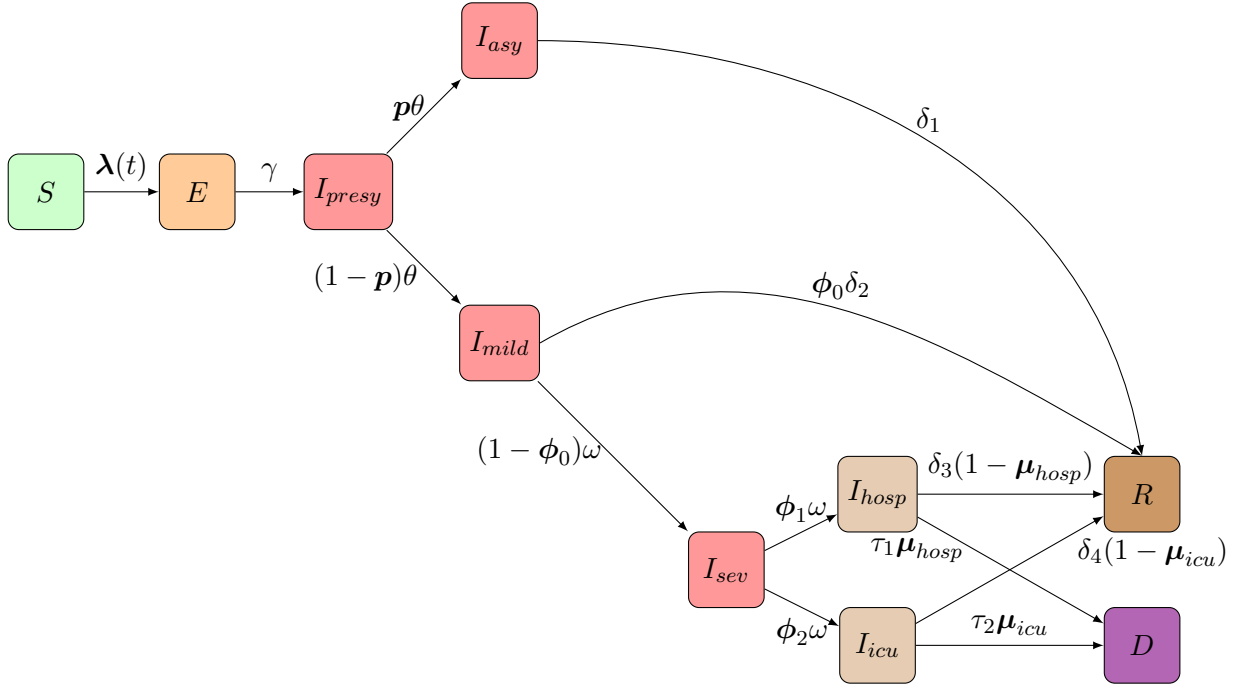 I_{asy}
δ_1
𝒑θ
𝝀(t)
γ
S
E
I_{presy}
(1 − 𝒑)θ
ϕ_0δ_2
I_{mild}
(1 − ϕ_0)ω
δ_3(1 − μ_{hosp})
I_{hosp}
R
ϕ_1ω
τ_1μ_{hosp}
δ_4(1 − μ_{icu})
I_{sev}
ϕ_2ω
τ_2μ_{icu}
I_{icu}
D